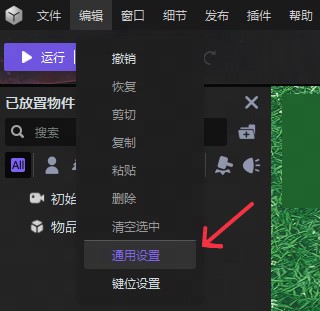 文件 编辑 窗口 细节 发布 插件 帮助
运行
撤销
已放置物件
恢复
剪切
搜索
复制
All
粘贴
删除
初始
清空选中
物品
通用设置
键位设置